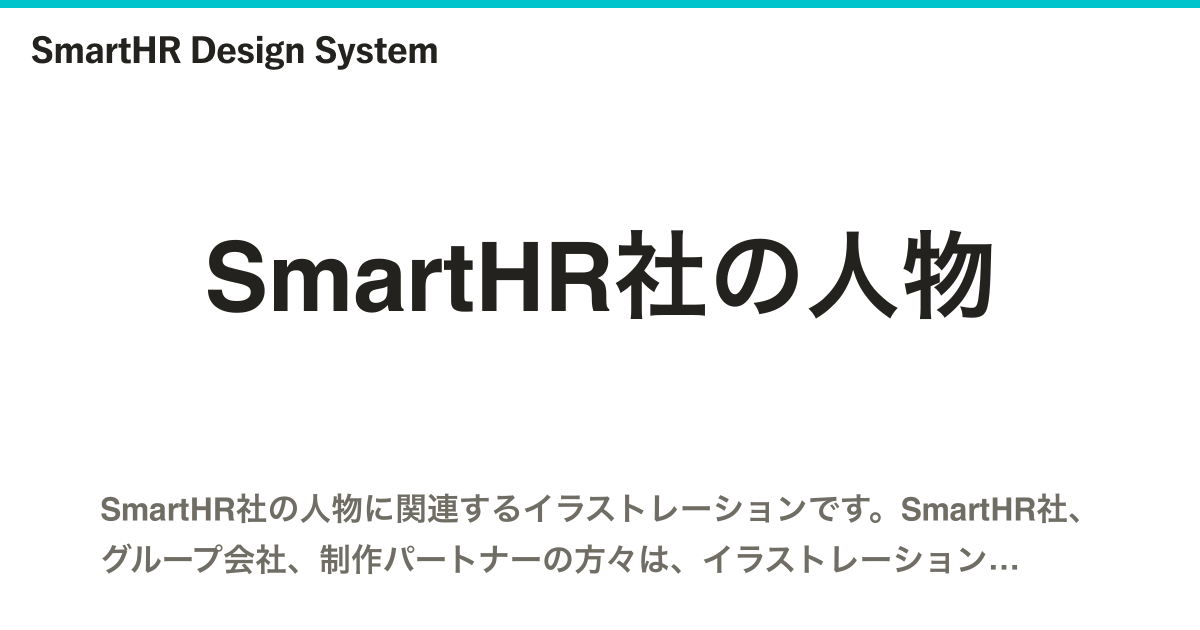 SmartHR Design System
SmartHR社の人物
SmartHR社の人物に関連するイラストレーションです。SmartHR社、
グループ会社、制作パートナーの方々は、イラストレーション…